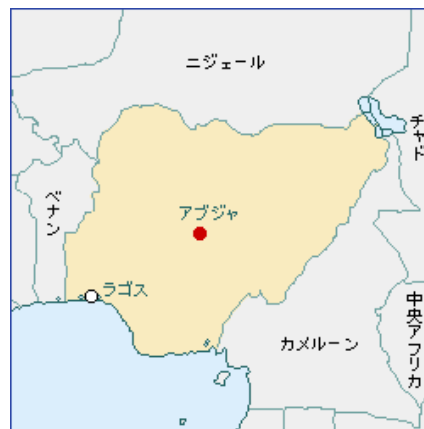 ニジェール
チャド
ベナン
アブジャ
ラゴス
カメルーン
中央アフリカ